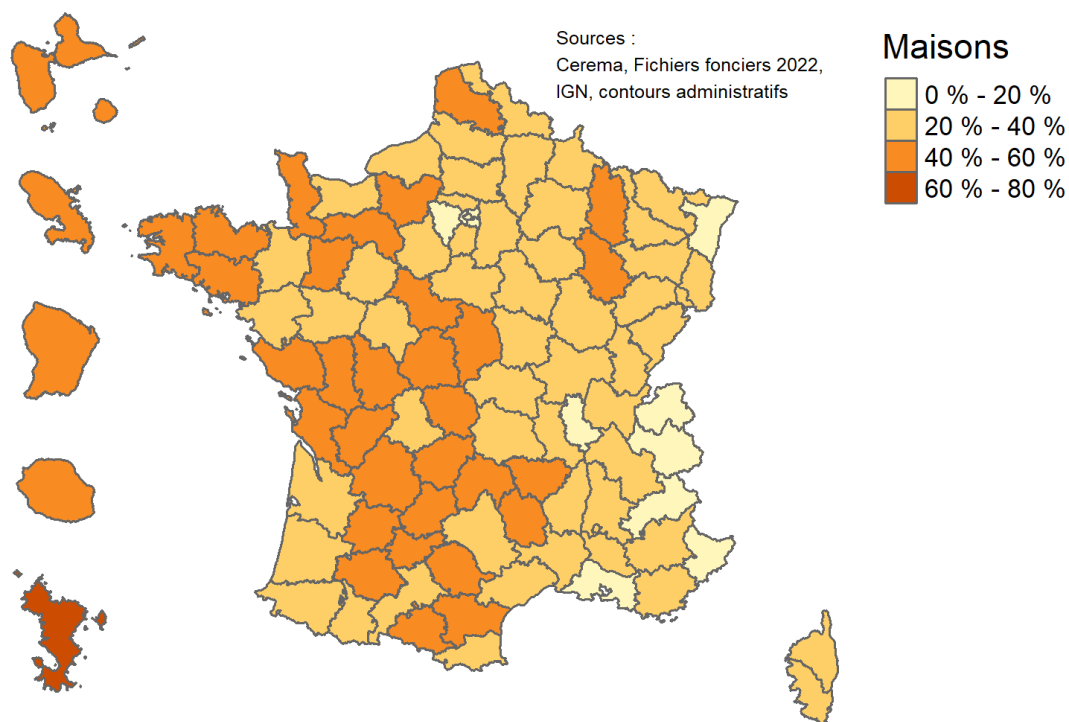 Sources :
Cerema, Fichiers fonciers 2022,
IGN, contours administratifs
Maisons
0 % - 20 %
20 % - 40 %
40 % - 60 %
60 % - 80 %